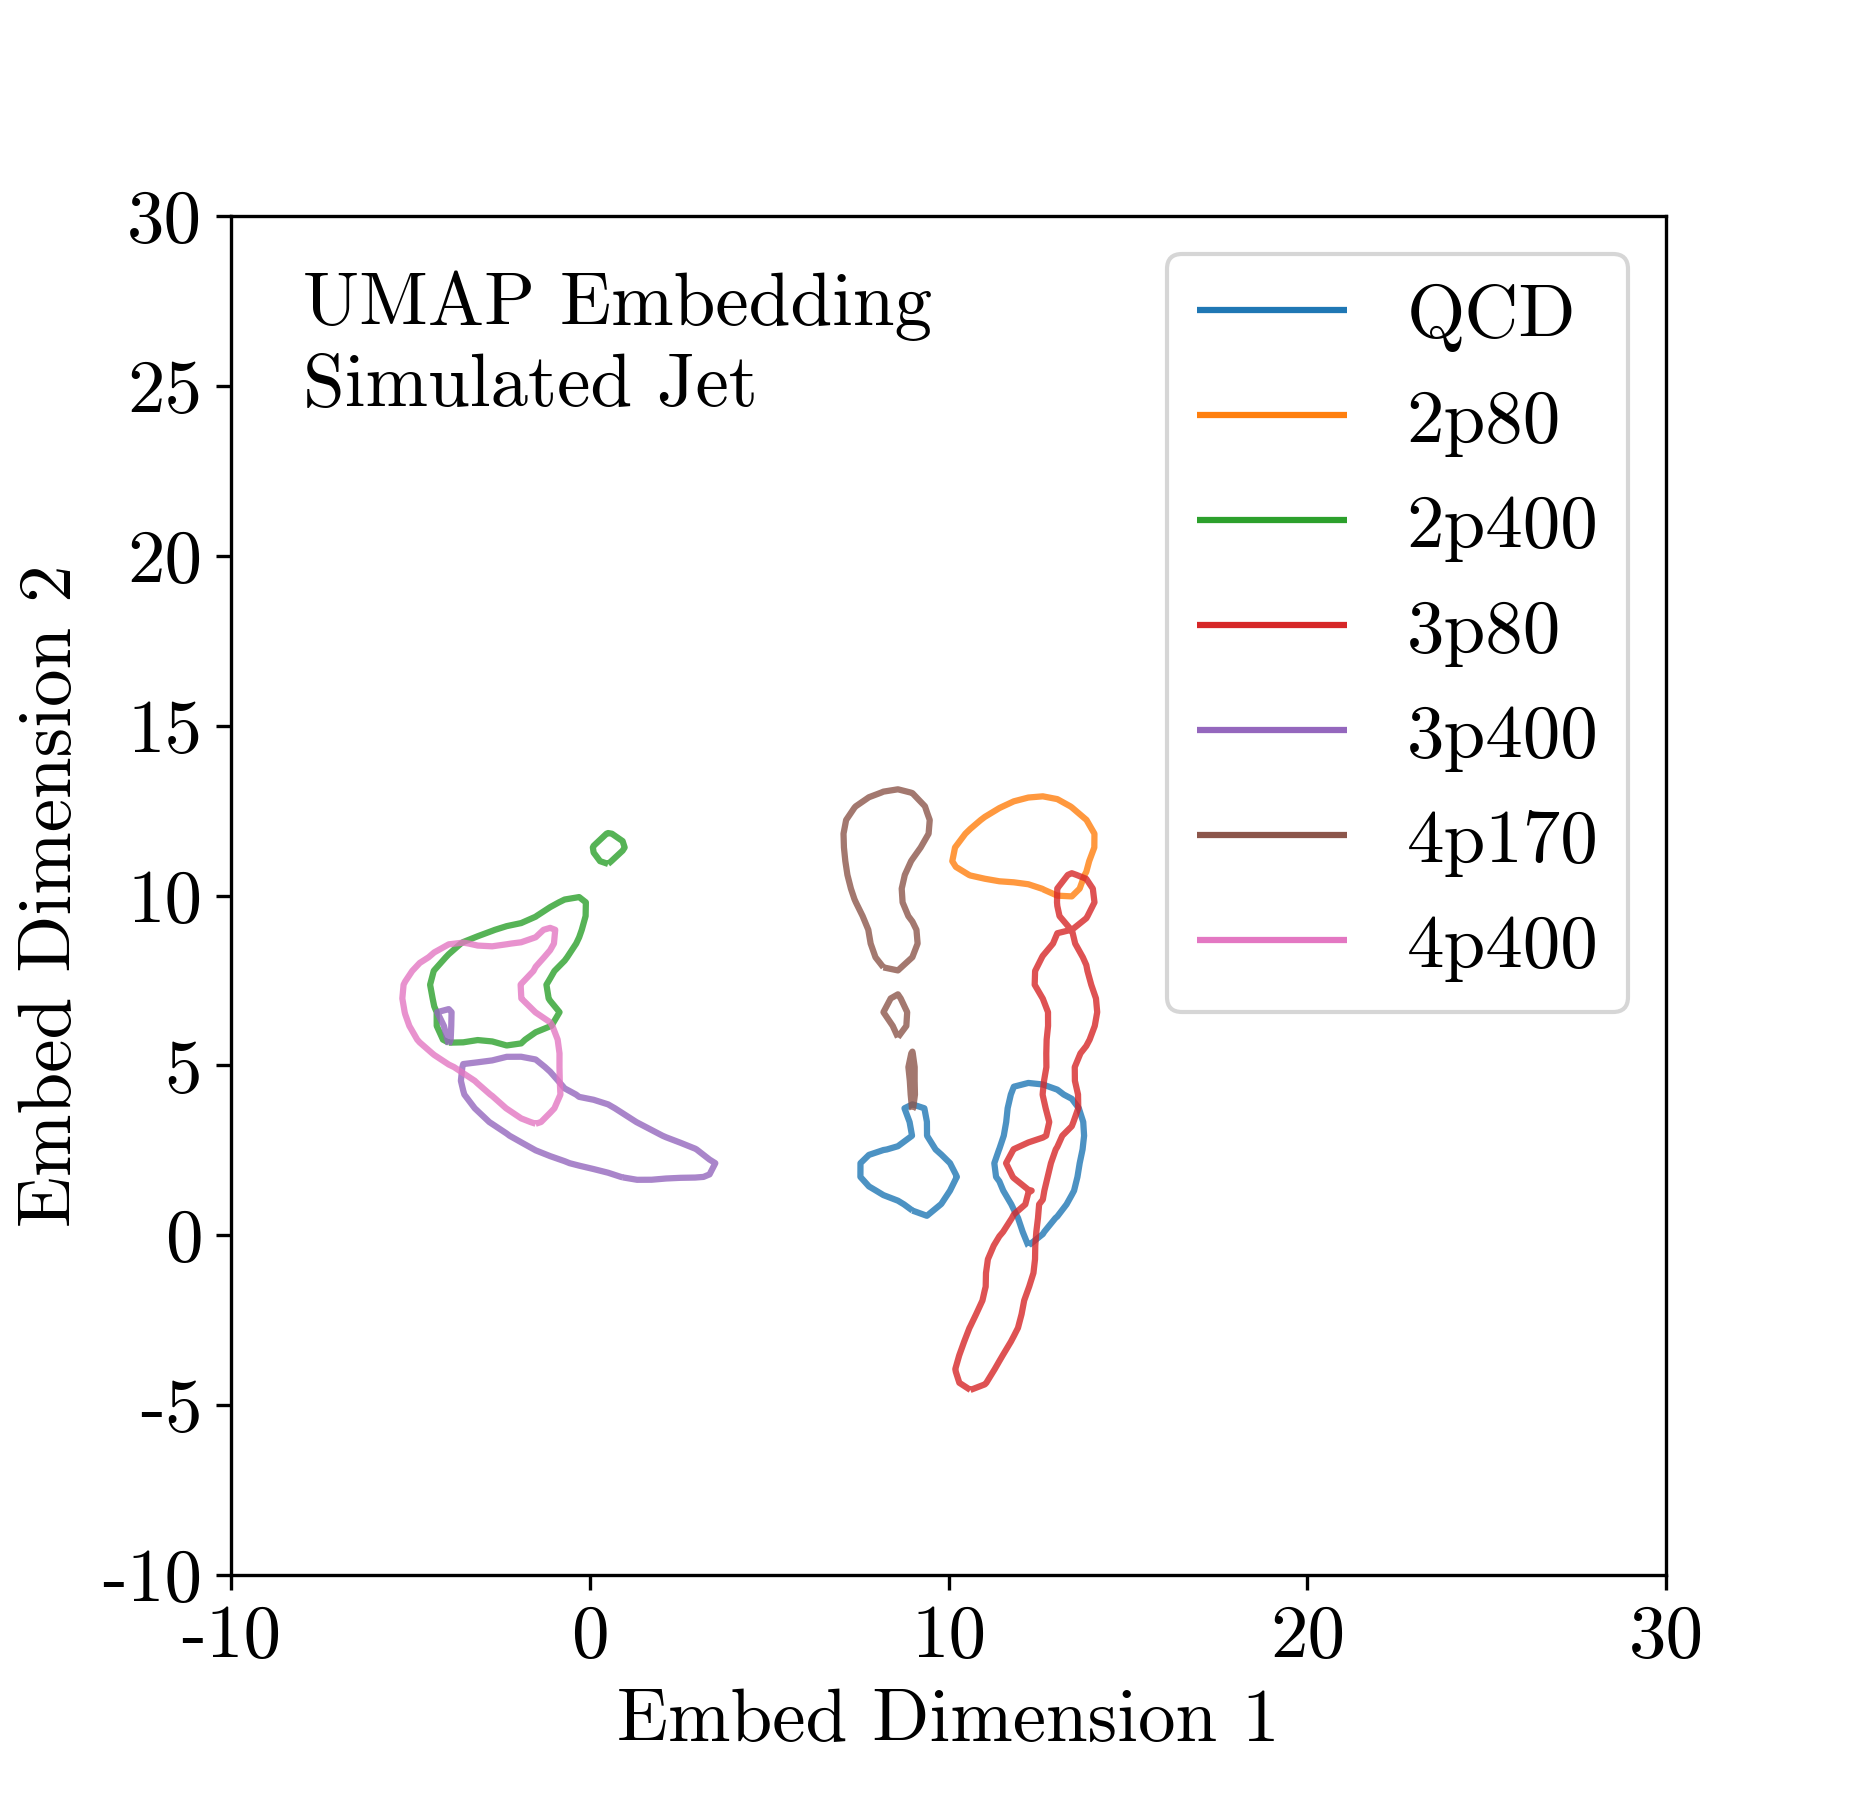 UMAP Embedding
Simulated Jet
QCD
2p80
2p400
3p80
3p400
4p170
4p400
30
25
20
15
10
5
0
-5
-10
Embed Dimension 2
-10 0 10 20 30
Embed Dimension 1